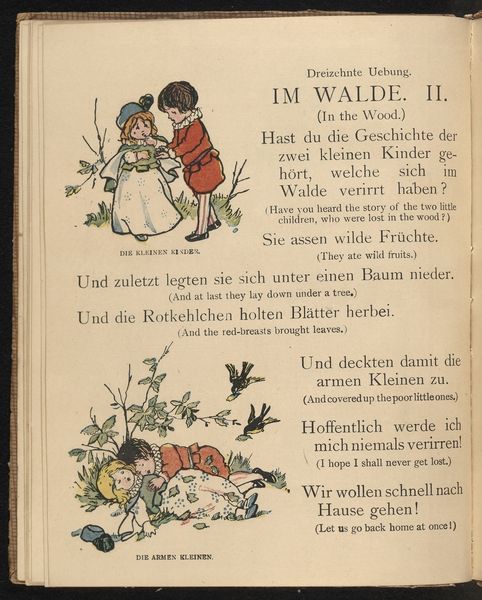 Dreizehnte Uebung.
IM WALDE. II.
(In the Wood.)
Hast du die Geschichte der
zwei kleinen Kinder ge-
hört, welche sich im
Walde verirrt haben?
(Have you heard the story of the two little
children, who were lost in the wood?)
Sie assen wilde Früchte.
(They ate wild fruits.)
DIE KLEINEN KINDER.
Und zuletzt legten sie sich unter einen Baum nieder.
(And at last they lay down under a tree.)
Und die Rotkehlchen holten Blätter herbei.
(And the red-breasts brought leaves.)
Und deckten damit die
armen Kleinen zu.
(And covered up the poor little ones.)
Hoffentlich werde ich
mich niemals verirren!
(I hope I shall never get lost.)
Wir wollen schnell nach
Hause gehen!
(Let us go back home at once!)
DIE ARMEN KLEINEN.